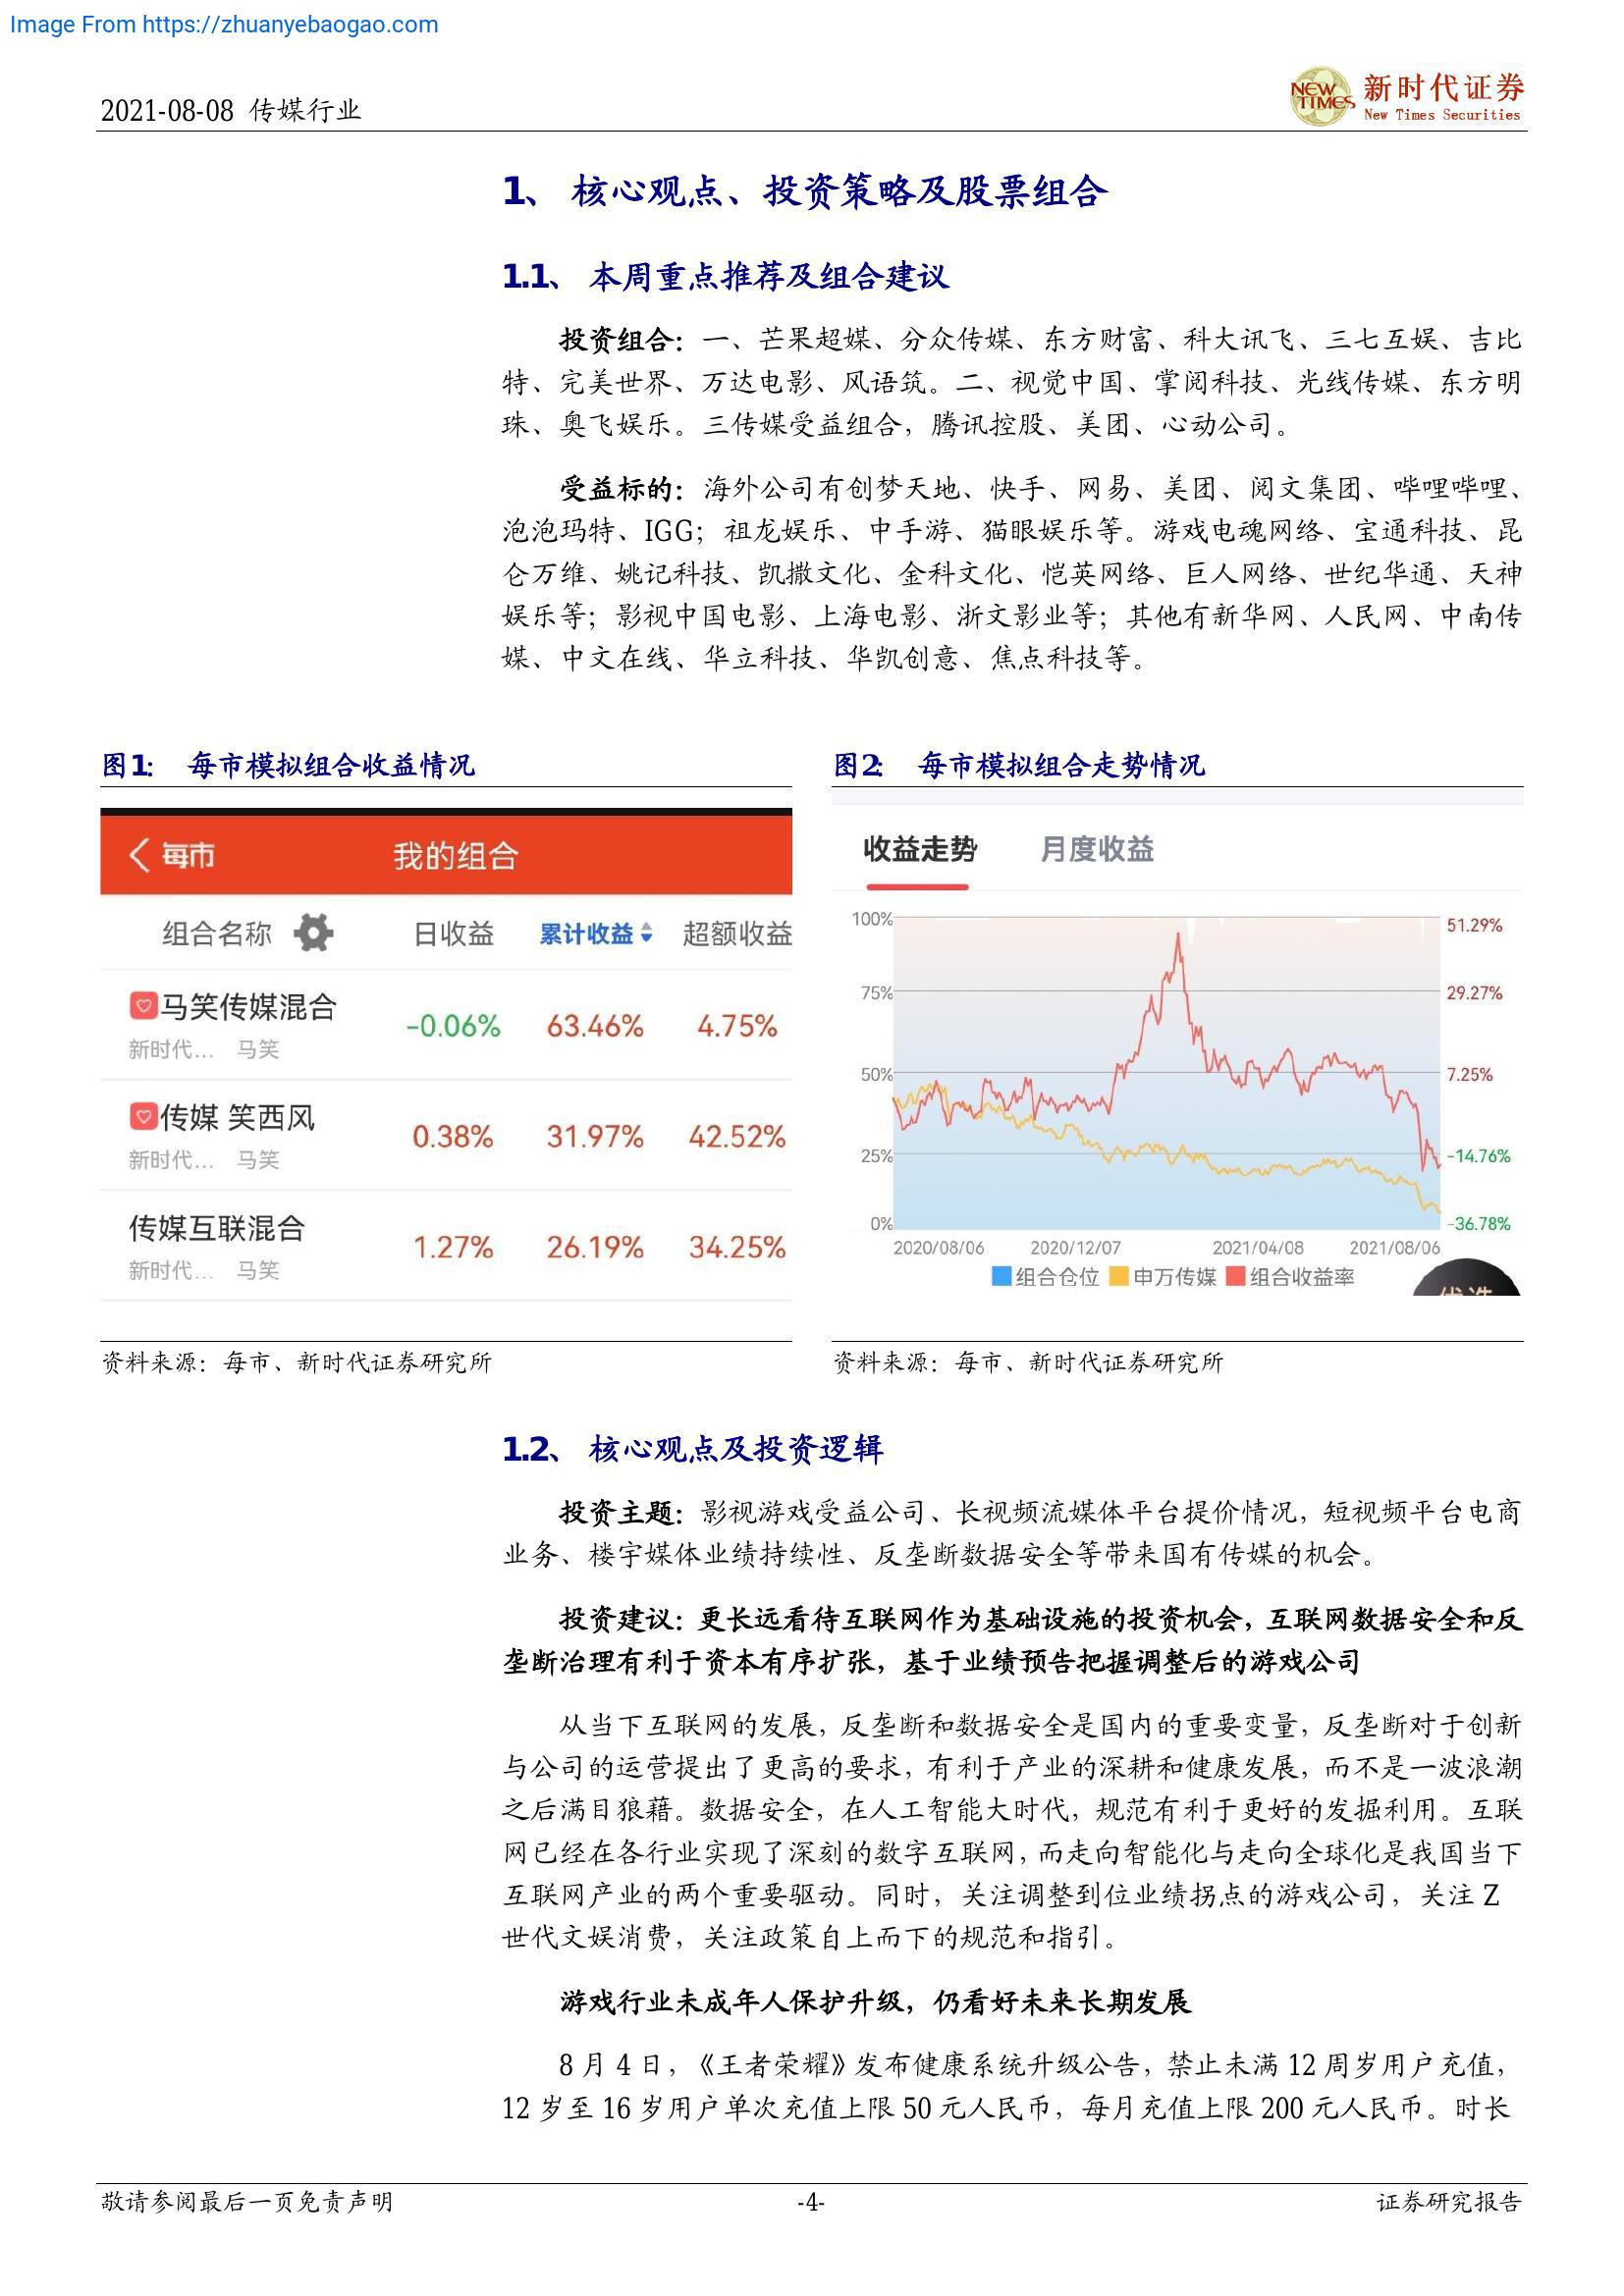 Image From https://zhuanyebaogao.com
2021-08-08 传媒行业
NEW TIMES
新时代证券
New Times Securities
1、 核心观点、投资策略及股票组合
1.1、 本周重点推荐及组合建议
投资组合：一、芒果超媒、分众传媒、东方财富、科大讯飞、三七互娱、吉比
特、完美世界、万达电影、风语筑。二、视觉中国、掌阅科技、光线传媒、东方明
珠、奥飞娱乐。三传媒受益组合，腾讯控股、美团、心动公司。
受益标的：海外公司有创梦天地、快手、网易、美团、阅文集团、哔哩哔哩、
泡泡玛特、IGG；祖龙娱乐、中手游、猫眼娱乐等。游戏电魂网络、宝通科技、昆
仑万维、姚记科技、凯撒文化、金科文化、恺英网络、巨人网络、世纪华通、天神
娱乐等；影视中国电影、上海电影、浙文影业等；其他有新华网、人民网、中南传
媒、中文在线、华立科技、华凯创意、焦点科技等。
图1： 每市模拟组合收益情况
每市 我的组合
组合名称 日收益 累计收益 超额收益
马笑传媒混合 -0.06% 63.46% 4.75%
新时代... 马笑
传媒 笑西风 0.38% 31.97% 42.52%
新时代... 马笑
传媒互联混合 1.27% 26.19% 34.25%
新时代... 马笑
资料来源：每市、新时代证券研究所
图2： 每市模拟组合走势情况
收益走势 月度收益
100% 51.29%
75% 29.27%
50% 7.25%
25% -14.76%
0% -36.78%
2020/08/06 2020/12/07 2021/04/08 2021/08/06
组合仓位 申万传媒 组合收益率
优选
资料来源：每市、新时代证券研究所
1.2、 核心观点及投资逻辑
投资主题：影视游戏受益公司、长视频流媒体平台提价情况，短视频平台电商
业务、楼宇媒体业绩持续性、反垄断数据安全等带来国有传媒的机会。
投资建议：更长远看待互联网作为基础设施的投资机会，互联网数据安全和反
垄断治理有利于资本有序扩张，基于业绩预告把握调整后的游戏公司
从当下互联网的发展，反垄断和数据安全是国内的重要变量，反垄断对于创新
与公司的运营提出了更高的要求，有利于产业的深耕和健康发展，而不是一波浪潮
之后满目狼藉。数据安全，在人工智能大时代，规范有利于更好的发掘利用。互联
网已经在各行业实现了深刻的数字互联网，而走向智能化与走向全球化是我国当下
互联网产业的两个重要驱动。同时，关注调整到位业绩拐点的游戏公司，关注 Z
世代文娱消费，关注政策自上而下的规范和指引。
游戏行业未成年人保护升级，仍看好未来长期发展
8 月 4 日，《王者荣耀》发布健康系统升级公告，禁止未满 12 周岁用户充值，
12 岁至 16 岁用户单次充值上限 50 元人民币，每月充值上限 200 元人民币。时长
敬请参阅最后一页免责声明 -4- 证券研究报告